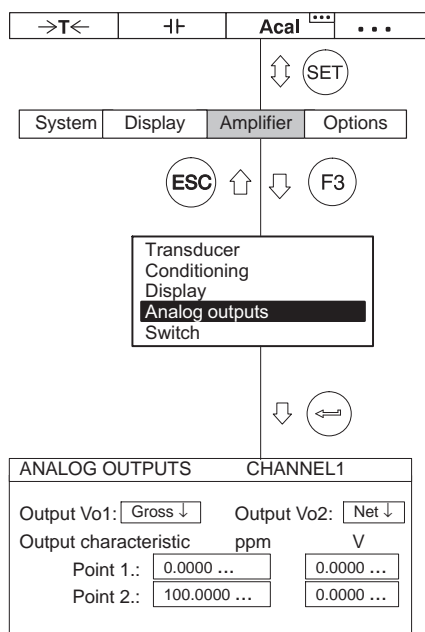 →T← ⊣⊢ Acal ... ...
SET
System Display Amplifier Options
ESC F3
Transducer
Conditioning
Display
Analog outputs
Switch
ANALOG OUTPUTS CHANNEL1
Output Vo1: Gross ↓ Output Vo2: Net ↓
Output characteristic ppm V
Point 1.: 0.0000 ... 0.0000 ...
Point 2.: 100.0000 ... 0.0000 ...